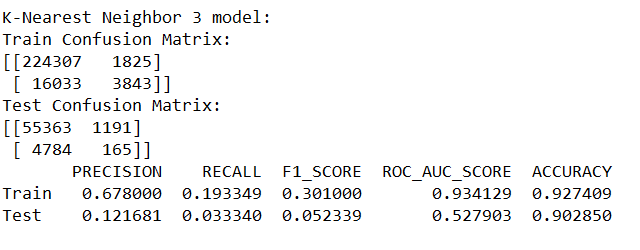 K-Nearest Neighbor 3 model:
Train Confusion Matrix:
[[224307   1825]
 [ 16033   3843]]
Test Confusion Matrix:
[[55363  1191]
 [ 4784   165]]
       PRECISION    RECALL  F1_SCORE  ROC_AUC_SCORE  ACCURACY
Train   0.678000  0.193349  0.301000       0.934129  0.927409
Test    0.121681  0.033340  0.052339       0.527903  0.902850